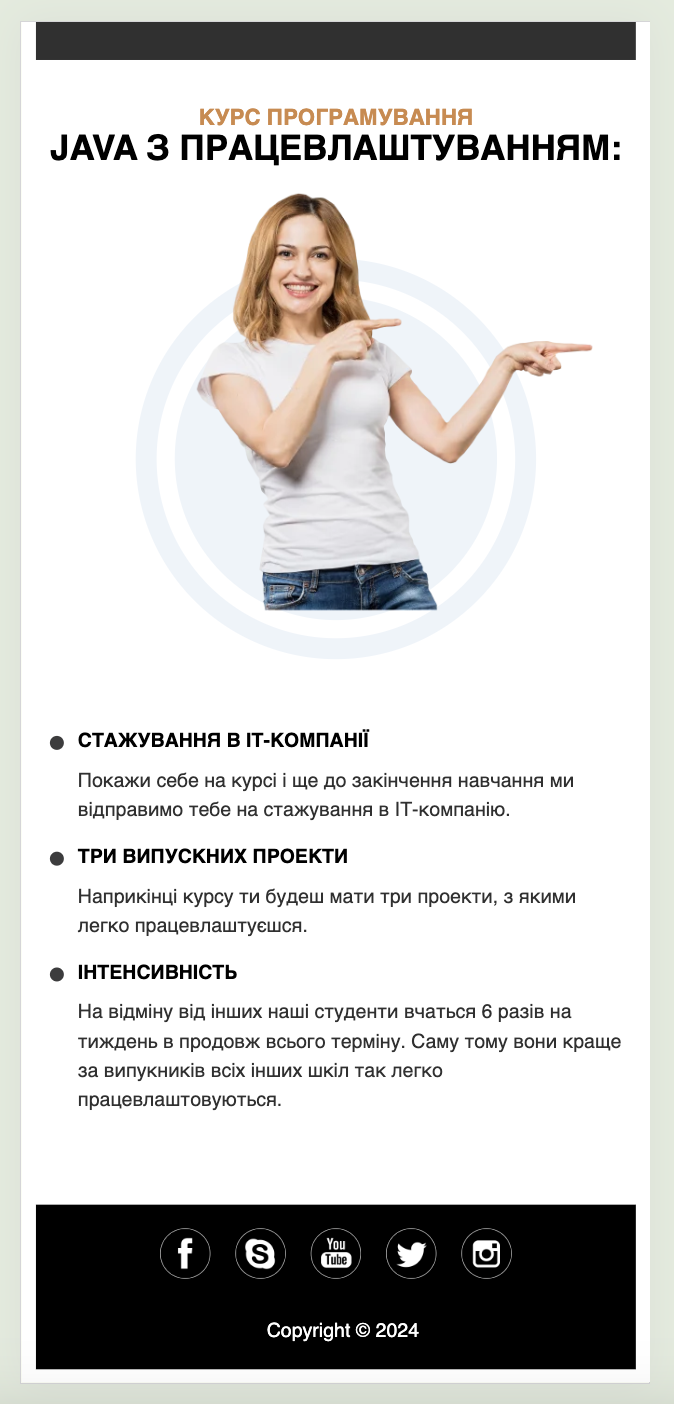 КУРС ПРОГРАМУВАННЯ
JAVA З ПРАЦЕВЛАШТУВАННЯМ:
СТАЖУВАННЯ В ІТ-КОМПАНІЇ
Покажи себе на курсі і ще до закінчення навчання ми
відправимо тебе на стажування в ІТ-компанію.
ТРИ ВИПУСКНИХ ПРОЕКТИ
Наприкінці курсу ти будеш мати три проекти, з якими
легко працевлаштуєшся.
ІНТЕНСИВНІСТЬ
На відміну від інших наші студенти вчаться 6 разів на
тиждень в продовж всього терміну. Саму тому вони краще
за випукників всіх інших шкіл так легко
працевлаштовуються.
You
Tube
Copyright © 2024